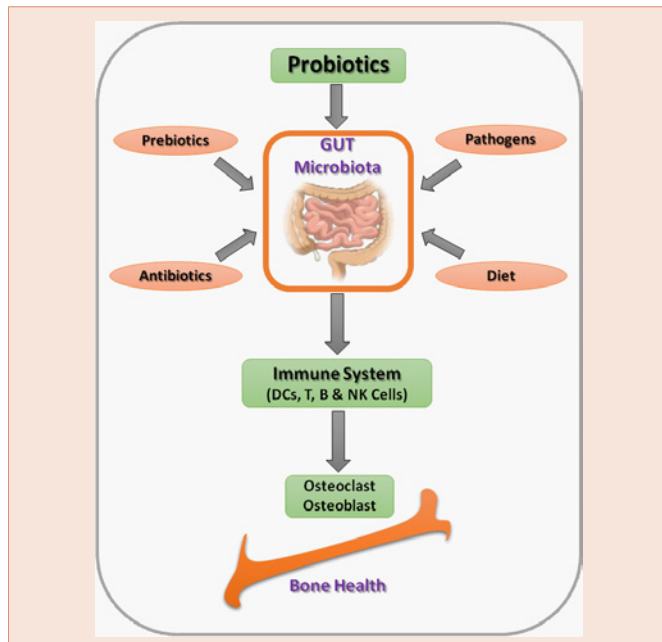 Probiotics
Prebiotics
GUT
Microbiota
Pathogens
Antibiotics
Diet
Immune System
(DCs, T, B & NK Cells)
Osteoclast
Osteoblast
Bone Health